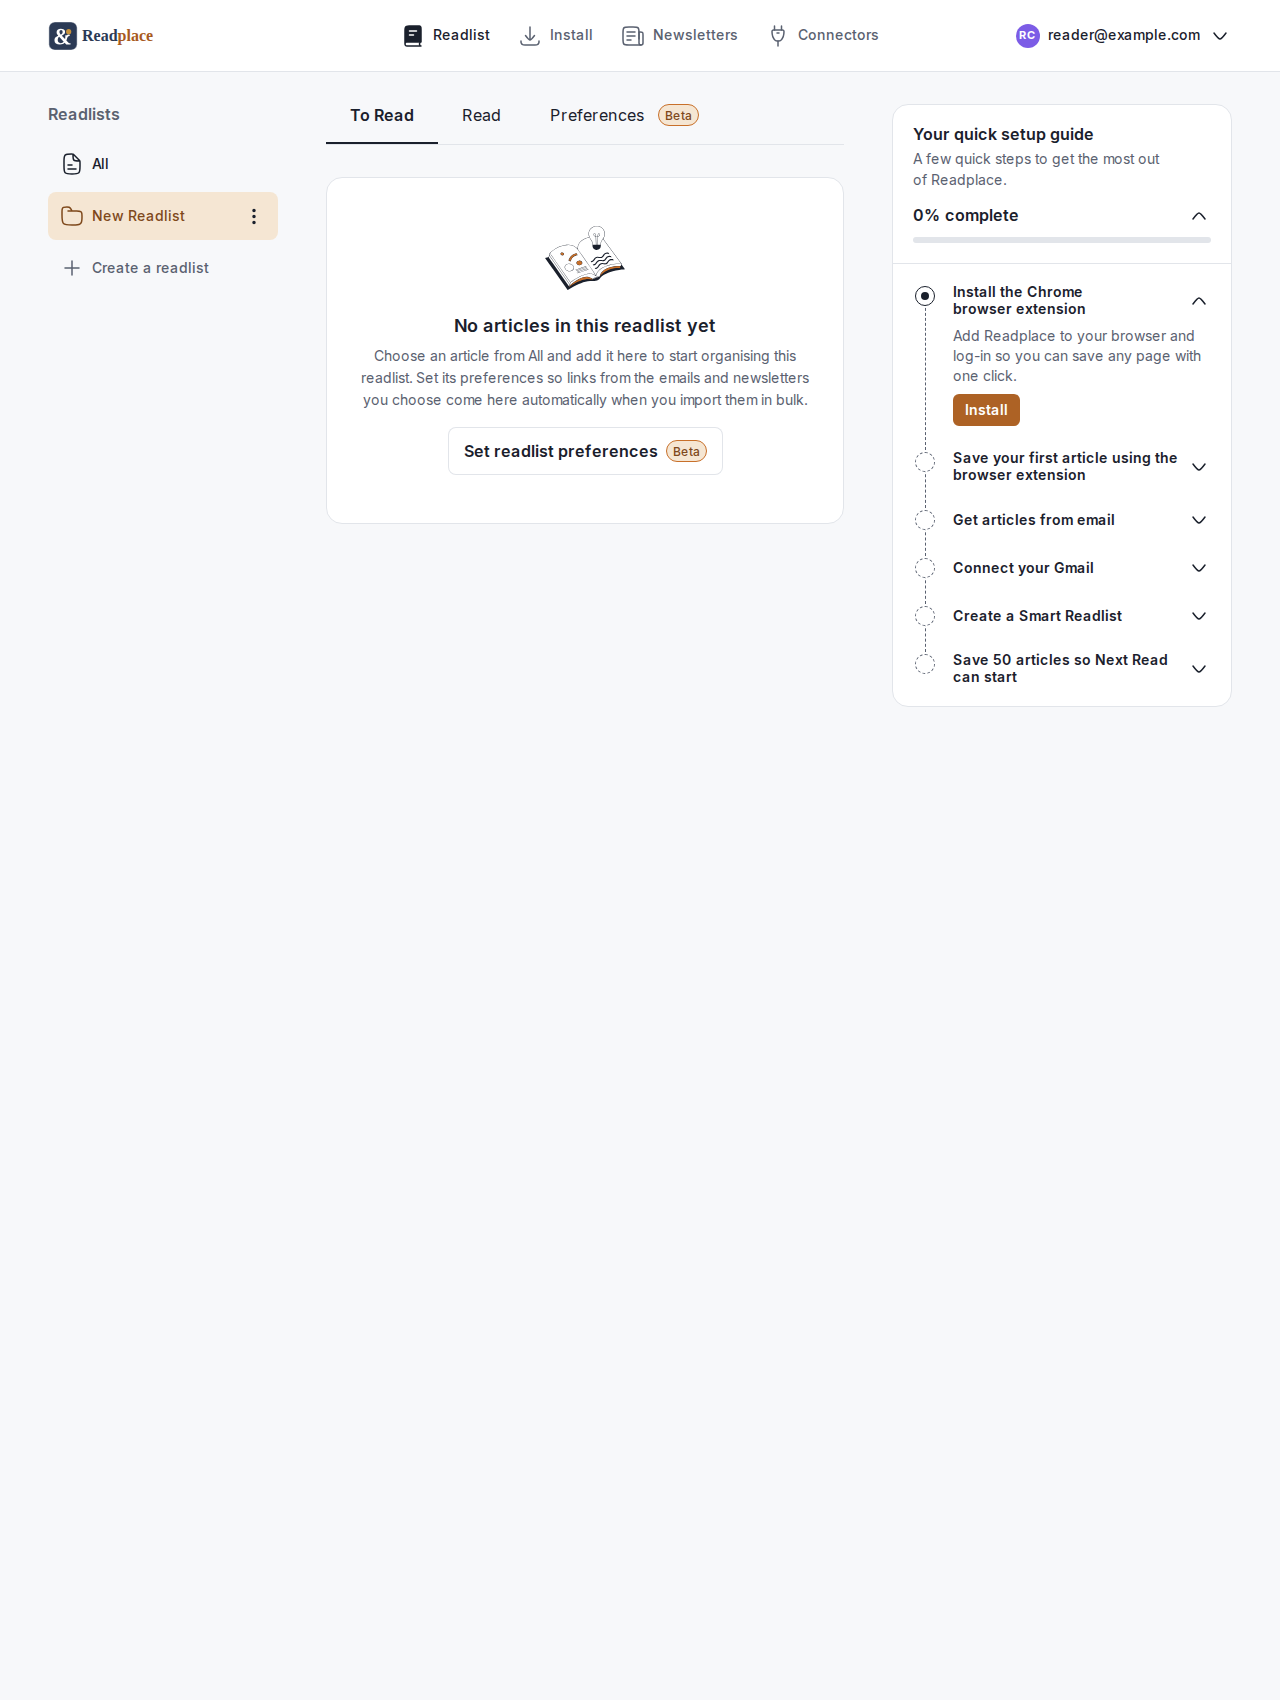 & Readplace
Readlist
Install
Newsletters
Connectors
RC
reader@example.com
Readlists
All
New Readlist
Create a readlist
To Read
Read
Preferences
Beta
No articles in this readlist yet
Choose an article from All and add it here to start organising this
readlist. Set its preferences so links from the emails and newsletters
you choose come here automatically when you import them in bulk.
Set readlist preferences
Beta
Your quick setup guide
A few quick steps to get the most out
of Readplace.
0% complete
Install the Chrome
browser extension
Add Readplace to your browser and
log-in so you can save any page with
one click.
Install
Save your first article using the
browser extension
Get articles from email
Connect your Gmail
Create a Smart Readlist
Save 50 articles so Next Read
can start